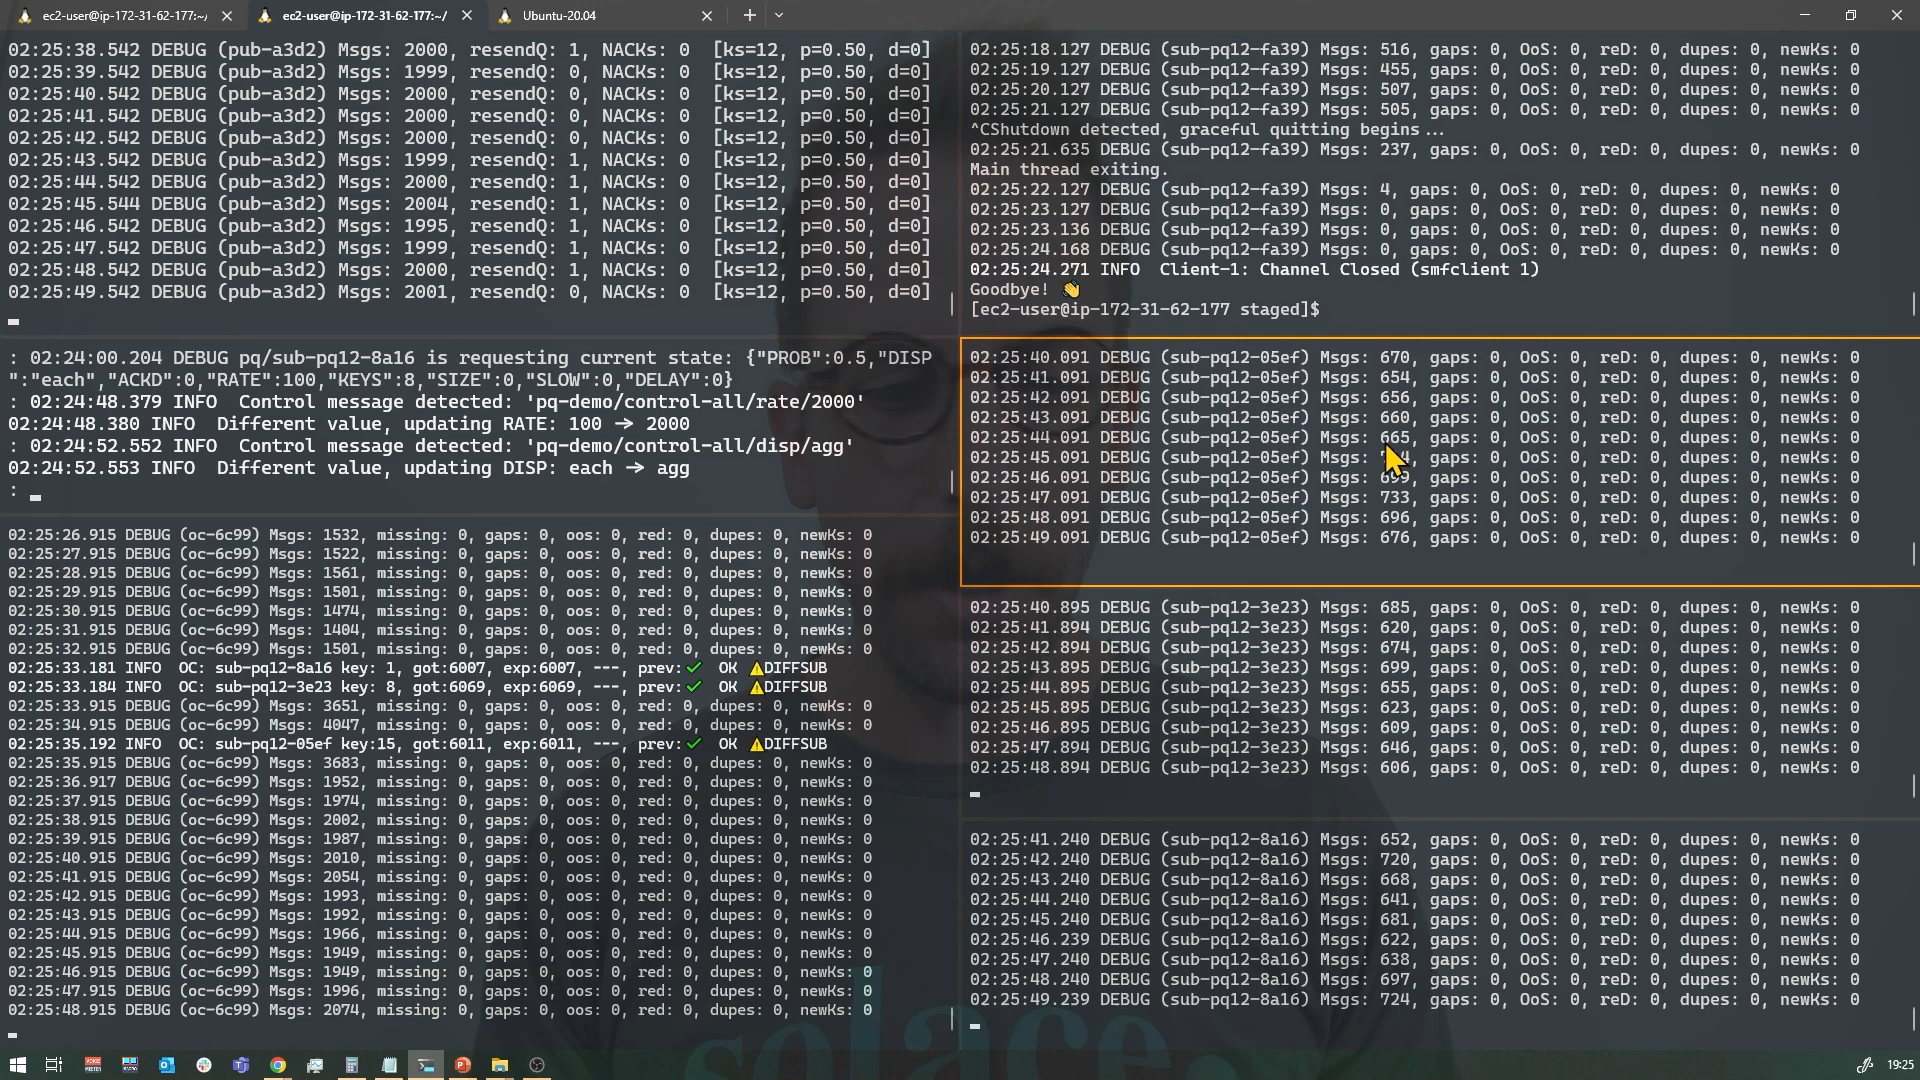 ec2-user@ip-172-31-62-177:~/
ec2-user@ip-172-31-62-177:~/
Ubuntu-20.04
02:25:38.542 DEBUG (pub-a3d2) Msgs: 2000, resendQ: 1, NACKs: 0  [ks=12, p=0.50, d=0]
02:25:39.542 DEBUG (pub-a3d2) Msgs: 1999, resendQ: 0, NACKs: 0  [ks=12, p=0.50, d=0]
02:25:40.542 DEBUG (pub-a3d2) Msgs: 2000, resendQ: 0, NACKs: 0  [ks=12, p=0.50, d=0]
02:25:41.542 DEBUG (pub-a3d2) Msgs: 2000, resendQ: 0, NACKs: 0  [ks=12, p=0.50, d=0]
02:25:42.542 DEBUG (pub-a3d2) Msgs: 2000, resendQ: 0, NACKs: 0  [ks=12, p=0.50, d=0]
02:25:43.542 DEBUG (pub-a3d2) Msgs: 1999, resendQ: 1, NACKs: 0  [ks=12, p=0.50, d=0]
02:25:44.542 DEBUG (pub-a3d2) Msgs: 2000, resendQ: 1, NACKs: 0  [ks=12, p=0.50, d=0]
02:25:45.544 DEBUG (pub-a3d2) Msgs: 2004, resendQ: 1, NACKs: 0  [ks=12, p=0.50, d=0]
02:25:46.542 DEBUG (pub-a3d2) Msgs: 1995, resendQ: 1, NACKs: 0  [ks=12, p=0.50, d=0]
02:25:47.542 DEBUG (pub-a3d2) Msgs: 1999, resendQ: 1, NACKs: 0  [ks=12, p=0.50, d=0]
02:25:48.542 DEBUG (pub-a3d2) Msgs: 2000, resendQ: 1, NACKs: 0  [ks=12, p=0.50, d=0]
02:25:49.542 DEBUG (pub-a3d2) Msgs: 2001, resendQ: 0, NACKs: 0  [ks=12, p=0.50, d=0]
: 02:24:00.204 DEBUG pq/sub-pq12-8a16 is requesting current state: {"PROB":0.5,"DISP
":"each","ACKD":0,"RATE":100,"KEYS":8,"SIZE":0,"SLOW":0,"DELAY":0}
: 02:24:48.379 INFO  Control message detected: 'pq-demo/control-all/rate/2000'
02:24:48.380 INFO  Different value, updating RATE: 100 → 2000
: 02:24:52.552 INFO  Control message detected: 'pq-demo/control-all/disp/agg'
02:24:52.553 INFO  Different value, updating DISP: each → agg
:
02:25:26.915 DEBUG (oc-6c99) Msgs: 1532, missing: 0, gaps: 0, oos: 0, red: 0, dupes: 0, newKs: 0
02:25:27.915 DEBUG (oc-6c99) Msgs: 1522, missing: 0, gaps: 0, oos: 0, red: 0, dupes: 0, newKs: 0
02:25:28.915 DEBUG (oc-6c99) Msgs: 1561, missing: 0, gaps: 0, oos: 0, red: 0, dupes: 0, newKs: 0
02:25:29.915 DEBUG (oc-6c99) Msgs: 1501, missing: 0, gaps: 0, oos: 0, red: 0, dupes: 0, newKs: 0
02:25:30.915 DEBUG (oc-6c99) Msgs: 1474, missing: 0, gaps: 0, oos: 0, red: 0, dupes: 0, newKs: 0
02:25:31.915 DEBUG (oc-6c99) Msgs: 1404, missing: 0, gaps: 0, oos: 0, red: 0, dupes: 0, newKs: 0
02:25:32.915 DEBUG (oc-6c99) Msgs: 1501, missing: 0, gaps: 0, oos: 0, red: 0, dupes: 0, newKs: 0
02:25:33.181 INFO  OC: sub-pq12-8a16 key: 1, got:6007, exp:6007, ---, prev:✔  OK ⚠DIFFSUB
02:25:33.184 INFO  OC: sub-pq12-3e23 key: 8, got:6069, exp:6069, ---, prev:✔  OK ⚠DIFFSUB
02:25:33.915 DEBUG (oc-6c99) Msgs: 3651, missing: 0, gaps: 0, oos: 0, red: 0, dupes: 0, newKs: 0
02:25:34.915 DEBUG (oc-6c99) Msgs: 4047, missing: 0, gaps: 0, oos: 0, red: 0, dupes: 0, newKs: 0
02:25:35.192 INFO  OC: sub-pq12-05ef key:15, got:6011, exp:6011, ---, prev:✔  OK ⚠DIFFSUB
02:25:35.915 DEBUG (oc-6c99) Msgs: 3683, missing: 0, gaps: 0, oos: 0, red: 0, dupes: 0, newKs: 0
02:25:36.917 DEBUG (oc-6c99) Msgs: 1952, missing: 0, gaps: 0, oos: 0, red: 0, dupes: 0, newKs: 0
02:25:37.915 DEBUG (oc-6c99) Msgs: 1974, missing: 0, gaps: 0, oos: 0, red: 0, dupes: 0, newKs: 0
02:25:38.915 DEBUG (oc-6c99) Msgs: 2002, missing: 0, gaps: 0, oos: 0, red: 0, dupes: 0, newKs: 0
02:25:39.915 DEBUG (oc-6c99) Msgs: 1987, missing: 0, gaps: 0, oos: 0, red: 0, dupes: 0, newKs: 0
02:25:40.915 DEBUG (oc-6c99) Msgs: 2010, missing: 0, gaps: 0, oos: 0, red: 0, dupes: 0, newKs: 0
02:25:41.915 DEBUG (oc-6c99) Msgs: 2054, missing: 0, gaps: 0, oos: 0, red: 0, dupes: 0, newKs: 0
02:25:42.915 DEBUG (oc-6c99) Msgs: 1993, missing: 0, gaps: 0, oos: 0, red: 0, dupes: 0, newKs: 0
02:25:43.915 DEBUG (oc-6c99) Msgs: 1992, missing: 0, gaps: 0, oos: 0, red: 0, dupes: 0, newKs: 0
02:25:44.915 DEBUG (oc-6c99) Msgs: 1966, missing: 0, gaps: 0, oos: 0, red: 0, dupes: 0, newKs: 0
02:25:45.915 DEBUG (oc-6c99) Msgs: 1949, missing: 0, gaps: 0, oos: 0, red: 0, dupes: 0, newKs: 0
02:25:46.915 DEBUG (oc-6c99) Msgs: 1949, missing: 0, gaps: 0, oos: 0, red: 0, dupes: 0, newKs: 0
02:25:47.915 DEBUG (oc-6c99) Msgs: 1996, missing: 0, gaps: 0, oos: 0, red: 0, dupes: 0, newKs: 0
02:25:48.915 DEBUG (oc-6c99) Msgs: 2074, missing: 0, gaps: 0, oos: 0, red: 0, dupes: 0, newKs: 0
02:25:18.127 DEBUG (sub-pq12-fa39) Msgs: 516, gaps: 0, OoS: 0, reD: 0, dupes: 0, newKs: 0
02:25:19.127 DEBUG (sub-pq12-fa39) Msgs: 455, gaps: 0, OoS: 0, reD: 0, dupes: 0, newKs: 0
02:25:20.127 DEBUG (sub-pq12-fa39) Msgs: 507, gaps: 0, OoS: 0, reD: 0, dupes: 0, newKs: 0
02:25:21.127 DEBUG (sub-pq12-fa39) Msgs: 505, gaps: 0, OoS: 0, reD: 0, dupes: 0, newKs: 0
^CShutdown detected, graceful quitting begins...
02:25:21.635 DEBUG (sub-pq12-fa39) Msgs: 237, gaps: 0, OoS: 0, reD: 0, dupes: 0, newKs: 0
Main thread exiting.
02:25:22.127 DEBUG (sub-pq12-fa39) Msgs: 4, gaps: 0, OoS: 0, reD: 0, dupes: 0, newKs: 0
02:25:23.127 DEBUG (sub-pq12-fa39) Msgs: 0, gaps: 0, OoS: 0, reD: 0, dupes: 0, newKs: 0
02:25:23.136 DEBUG (sub-pq12-fa39) Msgs: 0, gaps: 0, OoS: 0, reD: 0, dupes: 0, newKs: 0
02:25:24.168 DEBUG (sub-pq12-fa39) Msgs: 0, gaps: 0, OoS: 0, reD: 0, dupes: 0, newKs: 0
02:25:24.271 INFO  Client-1: Channel Closed (smfclient 1)
Goodbye! 👋
[ec2-user@ip-172-31-62-177 staged]$
02:25:40.091 DEBUG (sub-pq12-05ef) Msgs: 670, gaps: 0, OoS: 0, reD: 0, dupes: 0, newKs: 0
02:25:41.091 DEBUG (sub-pq12-05ef) Msgs: 654, gaps: 0, OoS: 0, reD: 0, dupes: 0, newKs: 0
02:25:42.091 DEBUG (sub-pq12-05ef) Msgs: 656, gaps: 0, OoS: 0, reD: 0, dupes: 0, newKs: 0
02:25:43.091 DEBUG (sub-pq12-05ef) Msgs: 660, gaps: 0, OoS: 0, reD: 0, dupes: 0, newKs: 0
02:25:44.091 DEBUG (sub-pq12-05ef) Msgs: 665, gaps: 0, OoS: 0, reD: 0, dupes: 0, newKs: 0
02:25:45.091 DEBUG (sub-pq12-05ef) Msgs: gaps: 0, OoS: 0, reD: 0, dupes: 0, newKs: 0
02:25:46.091 DEBUG (sub-pq12-05ef) Msgs: gaps: 0, OoS: 0, reD: 0, dupes: 0, newKs: 0
02:25:47.091 DEBUG (sub-pq12-05ef) Msgs: 733, gaps: 0, OoS: 0, reD: 0, dupes: 0, newKs: 0
02:25:48.091 DEBUG (sub-pq12-05ef) Msgs: 696, gaps: 0, OoS: 0, reD: 0, dupes: 0, newKs: 0
02:25:49.091 DEBUG (sub-pq12-05ef) Msgs: 676, gaps: 0, OoS: 0, reD: 0, dupes: 0, newKs: 0
02:25:40.895 DEBUG (sub-pq12-3e23) Msgs: 685, gaps: 0, OoS: 0, reD: 0, dupes: 0, newKs: 0
02:25:41.894 DEBUG (sub-pq12-3e23) Msgs: 620, gaps: 0, OoS: 0, reD: 0, dupes: 0, newKs: 0
02:25:42.894 DEBUG (sub-pq12-3e23) Msgs: 674, gaps: 0, OoS: 0, reD: 0, dupes: 0, newKs: 0
02:25:43.895 DEBUG (sub-pq12-3e23) Msgs: 699, gaps: 0, OoS: 0, reD: 0, dupes: 0, newKs: 0
02:25:44.895 DEBUG (sub-pq12-3e23) Msgs: 655, gaps: 0, OoS: 0, reD: 0, dupes: 0, newKs: 0
02:25:45.895 DEBUG (sub-pq12-3e23) Msgs: 623, gaps: 0, OoS: 0, reD: 0, dupes: 0, newKs: 0
02:25:46.895 DEBUG (sub-pq12-3e23) Msgs: 609, gaps: 0, OoS: 0, reD: 0, dupes: 0, newKs: 0
02:25:47.894 DEBUG (sub-pq12-3e23) Msgs: 646, gaps: 0, OoS: 0, reD: 0, dupes: 0, newKs: 0
02:25:48.894 DEBUG (sub-pq12-3e23) Msgs: 606, gaps: 0, OoS: 0, reD: 0, dupes: 0, newKs: 0
02:25:41.240 DEBUG (sub-pq12-8a16) Msgs: 652, gaps: 0, OoS: 0, reD: 0, dupes: 0, newKs: 0
02:25:42.240 DEBUG (sub-pq12-8a16) Msgs: 720, gaps: 0, OoS: 0, reD: 0, dupes: 0, newKs: 0
02:25:43.240 DEBUG (sub-pq12-8a16) Msgs: 668, gaps: 0, OoS: 0, reD: 0, dupes: 0, newKs: 0
02:25:44.240 DEBUG (sub-pq12-8a16) Msgs: 641, gaps: 0, OoS: 0, reD: 0, dupes: 0, newKs: 0
02:25:45.240 DEBUG (sub-pq12-8a16) Msgs: 681, gaps: 0, OoS: 0, reD: 0, dupes: 0, newKs: 0
02:25:46.239 DEBUG (sub-pq12-8a16) Msgs: 622, gaps: 0, OoS: 0, reD: 0, dupes: 0, newKs: 0
02:25:47.240 DEBUG (sub-pq12-8a16) Msgs: 638, gaps: 0, OoS: 0, reD: 0, dupes: 0, newKs: 0
02:25:48.240 DEBUG (sub-pq12-8a16) Msgs: 697, gaps: 0, OoS: 0, reD: 0, dupes: 0, newKs: 0
02:25:49.239 DEBUG (sub-pq12-8a16) Msgs: 724, gaps: 0, OoS: 0, reD: 0, dupes: 0, newKs: 0
solace.
19:25